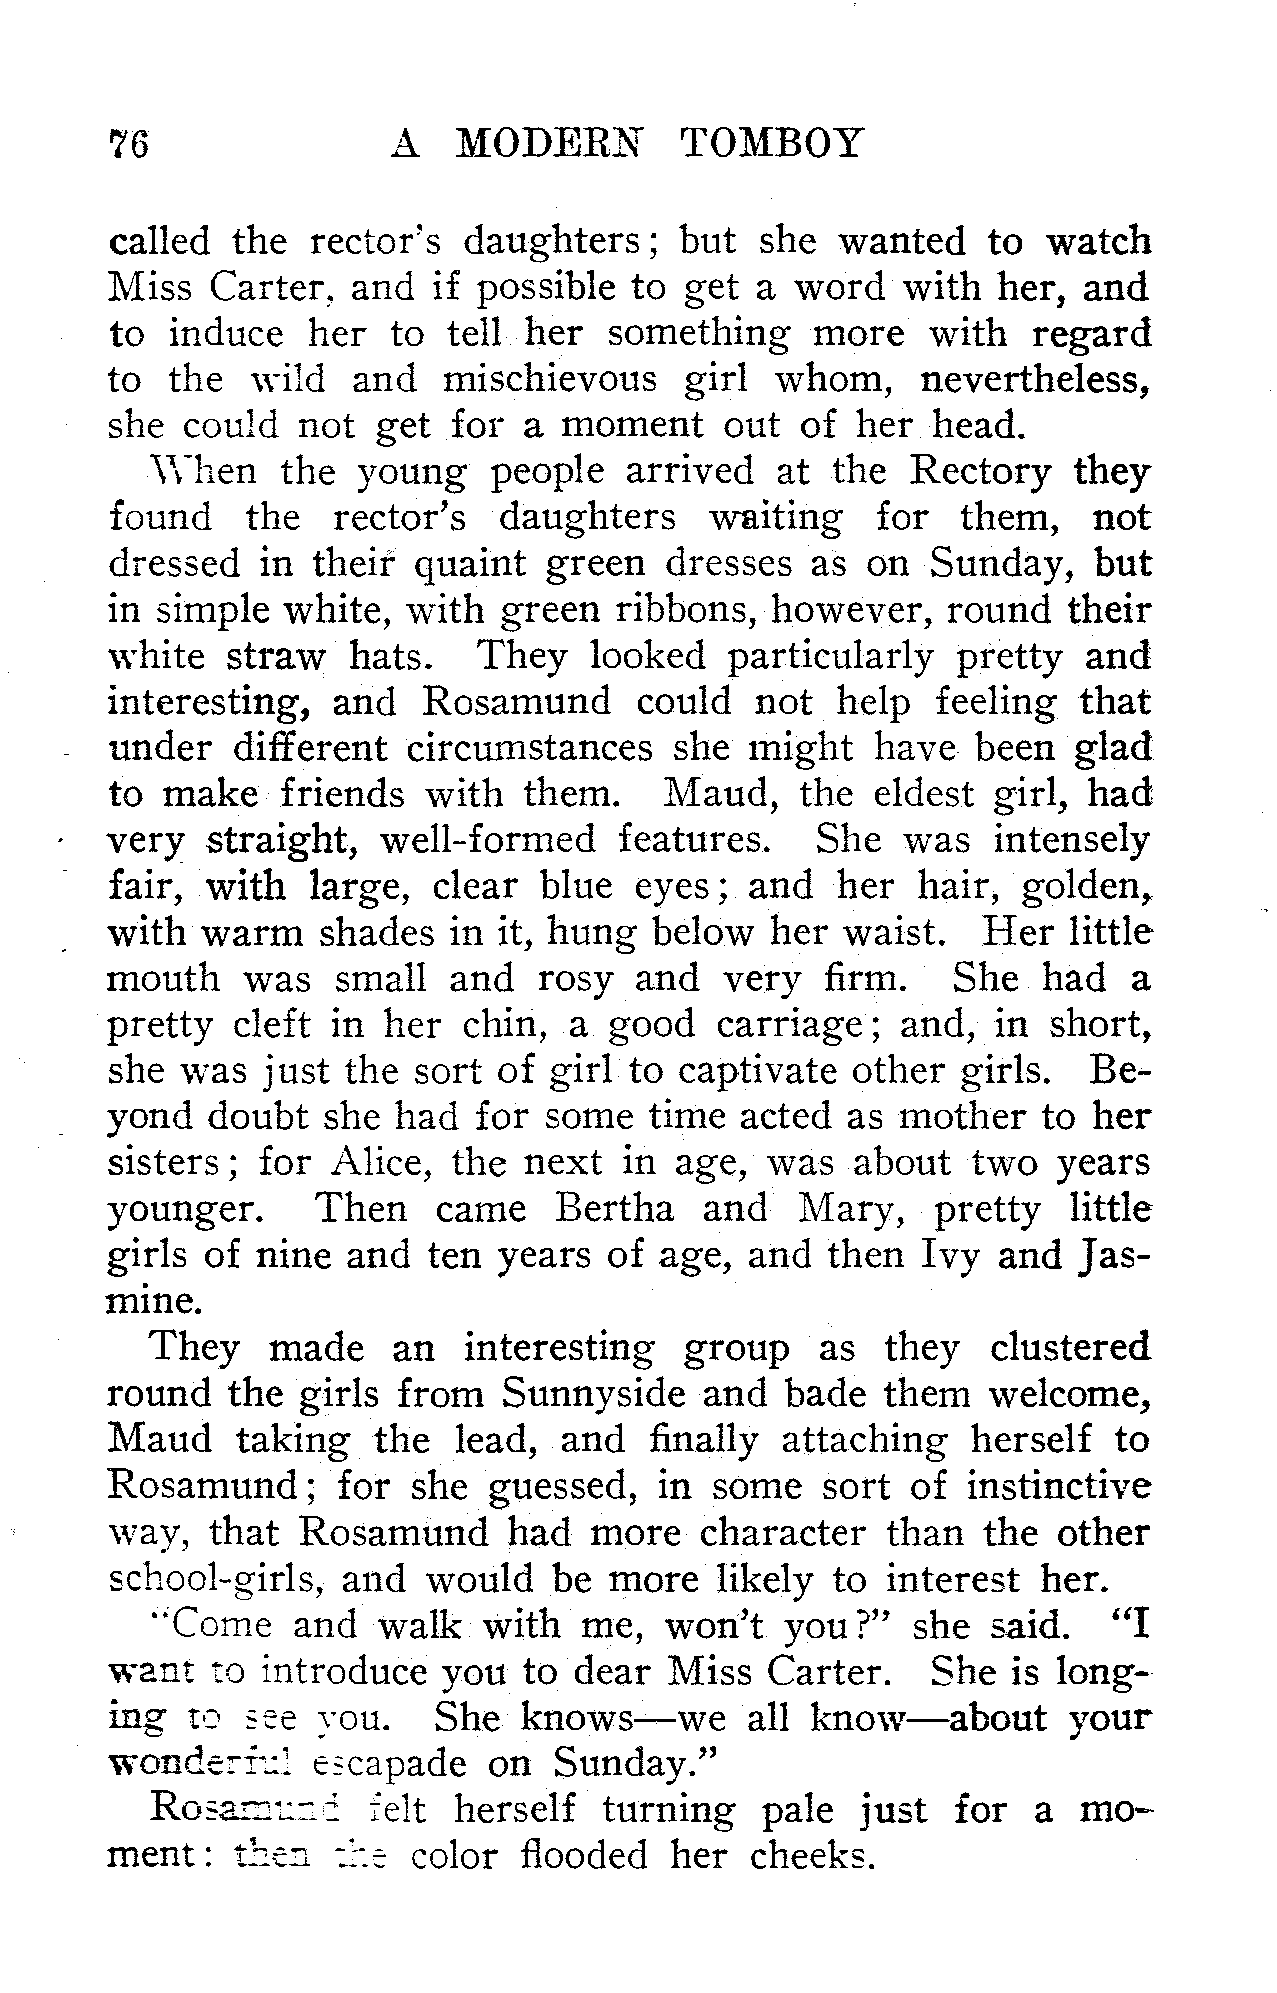 76 A MODERN TOMBOY
called the rector's daughters; but she wanted to watch
Miss Carter, and if possible to get a word with her, and
to induce her to tell her something more with regard
to the wild and mischievous girl whom, nevertheless,
she could not get for a moment out of her head.
When the young people arrived at the Rectory they
found the rector's daughters waiting for them, not
dressed in their quaint green dresses as on Sunday, but
in simple white, with green ribbons, however, round their
white straw hats. They looked particularly pretty and
interesting, and Rosamund could not help feeling that
under different circumstances she might have been glad
to make friends with them. Maud, the eldest girl, had
very straight, well-formed features. She was intensely
fair, with large, clear blue eyes; and her hair, golden,
with warm shades in it, hung below her waist. Her little
mouth was small and rosy and very firm. She had a
pretty cleft in her chin, a good carriage; and, in short,
she was just the sort of girl to captivate other girls. Be-
yond doubt she had for some time acted as mother to her
sisters; for Alice, the next in age, was about two years
younger. Then came Bertha and Mary, pretty little
girls of nine and ten years of age, and then Ivy and Jas-
mine.
They made an interesting group as they clustered
round the girls from Sunnyside and bade them welcome,
Maud taking the lead, and finally attaching herself to
Rosamund; for she guessed, in some sort of instinctive
way, that Rosamund had more character than the other
school-girls, and would be more likely to interest her.
"Come and walk with me, won't you?" she said. "I
want to introduce you to dear Miss Carter. She is long-
ing to see you. She knows—we all know—about your
wonderful escapade on Sunday."
Rosamund felt herself turning pale just for a mo-
ment: then the color flooded her cheeks.